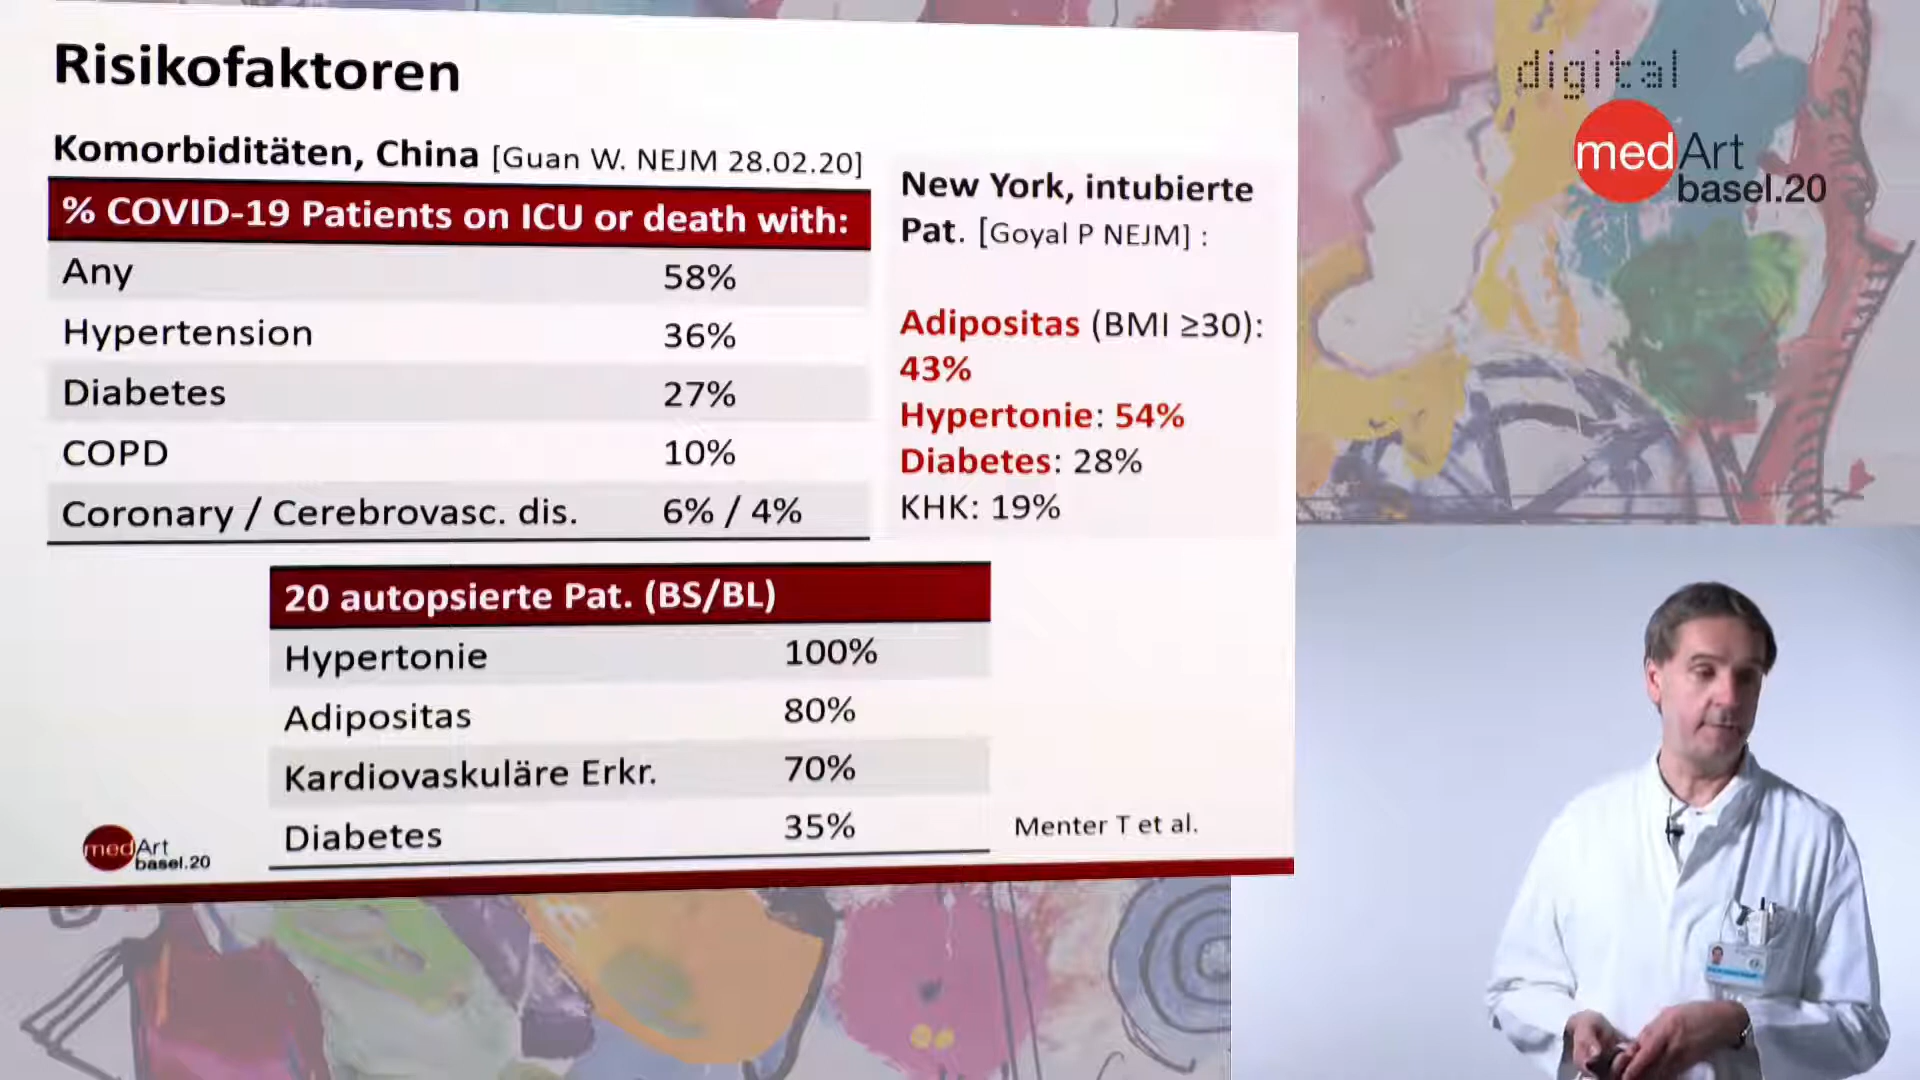 Risikofaktoren
Komorbiditäten, China [Guan W. NEJM 28.02.20]
% COVID-19 Patients on ICU or death with:
Any 58%
Hypertension 36%
Diabetes 27%
COPD 10%
Coronary / Cerebrovasc. dis. 6% / 4%
New York, intubierte
Pat. [Goyal P NEJM] :
Adipositas (BMI ≥30):
43%
Hypertonie: 54%
Diabetes: 28%
KHK: 19%
20 autopsierte Pat. (BS/BL)
Hypertonie 100%
Adipositas 80%
Kardiovaskuläre Erkr. 70%
Diabetes 35%
Menter T et al.
medArt
basel.20
digital
medArt
basel.20